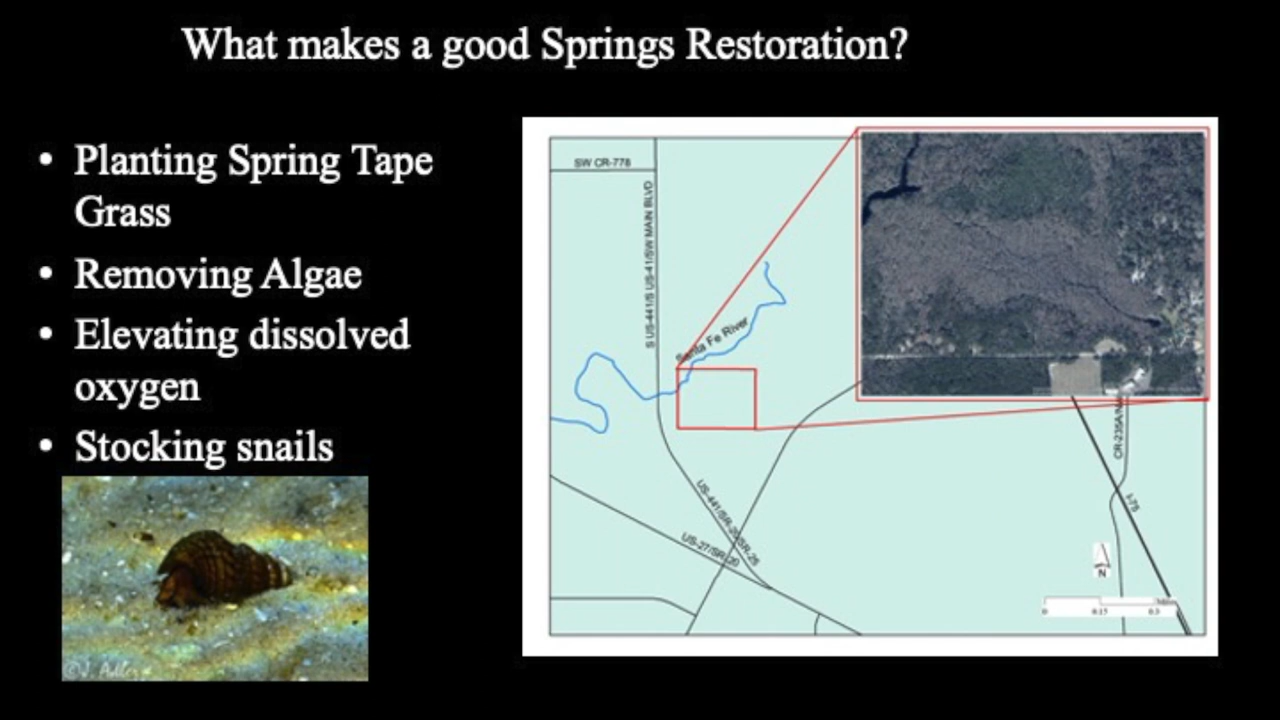 What makes a good Springs Restoration?
• Planting Spring Tape
Grass
• Removing Algae
• Elevating dissolved
oxygen
• Stocking snails
SW CR-778
S US-441/S US-41/SW MAIN BLVD
Santa Fe River
CR-235A/
I-75
US-441/SR-20/SR-25
US-27/SR-20
N
0 0.15 0.3
©J. Adler